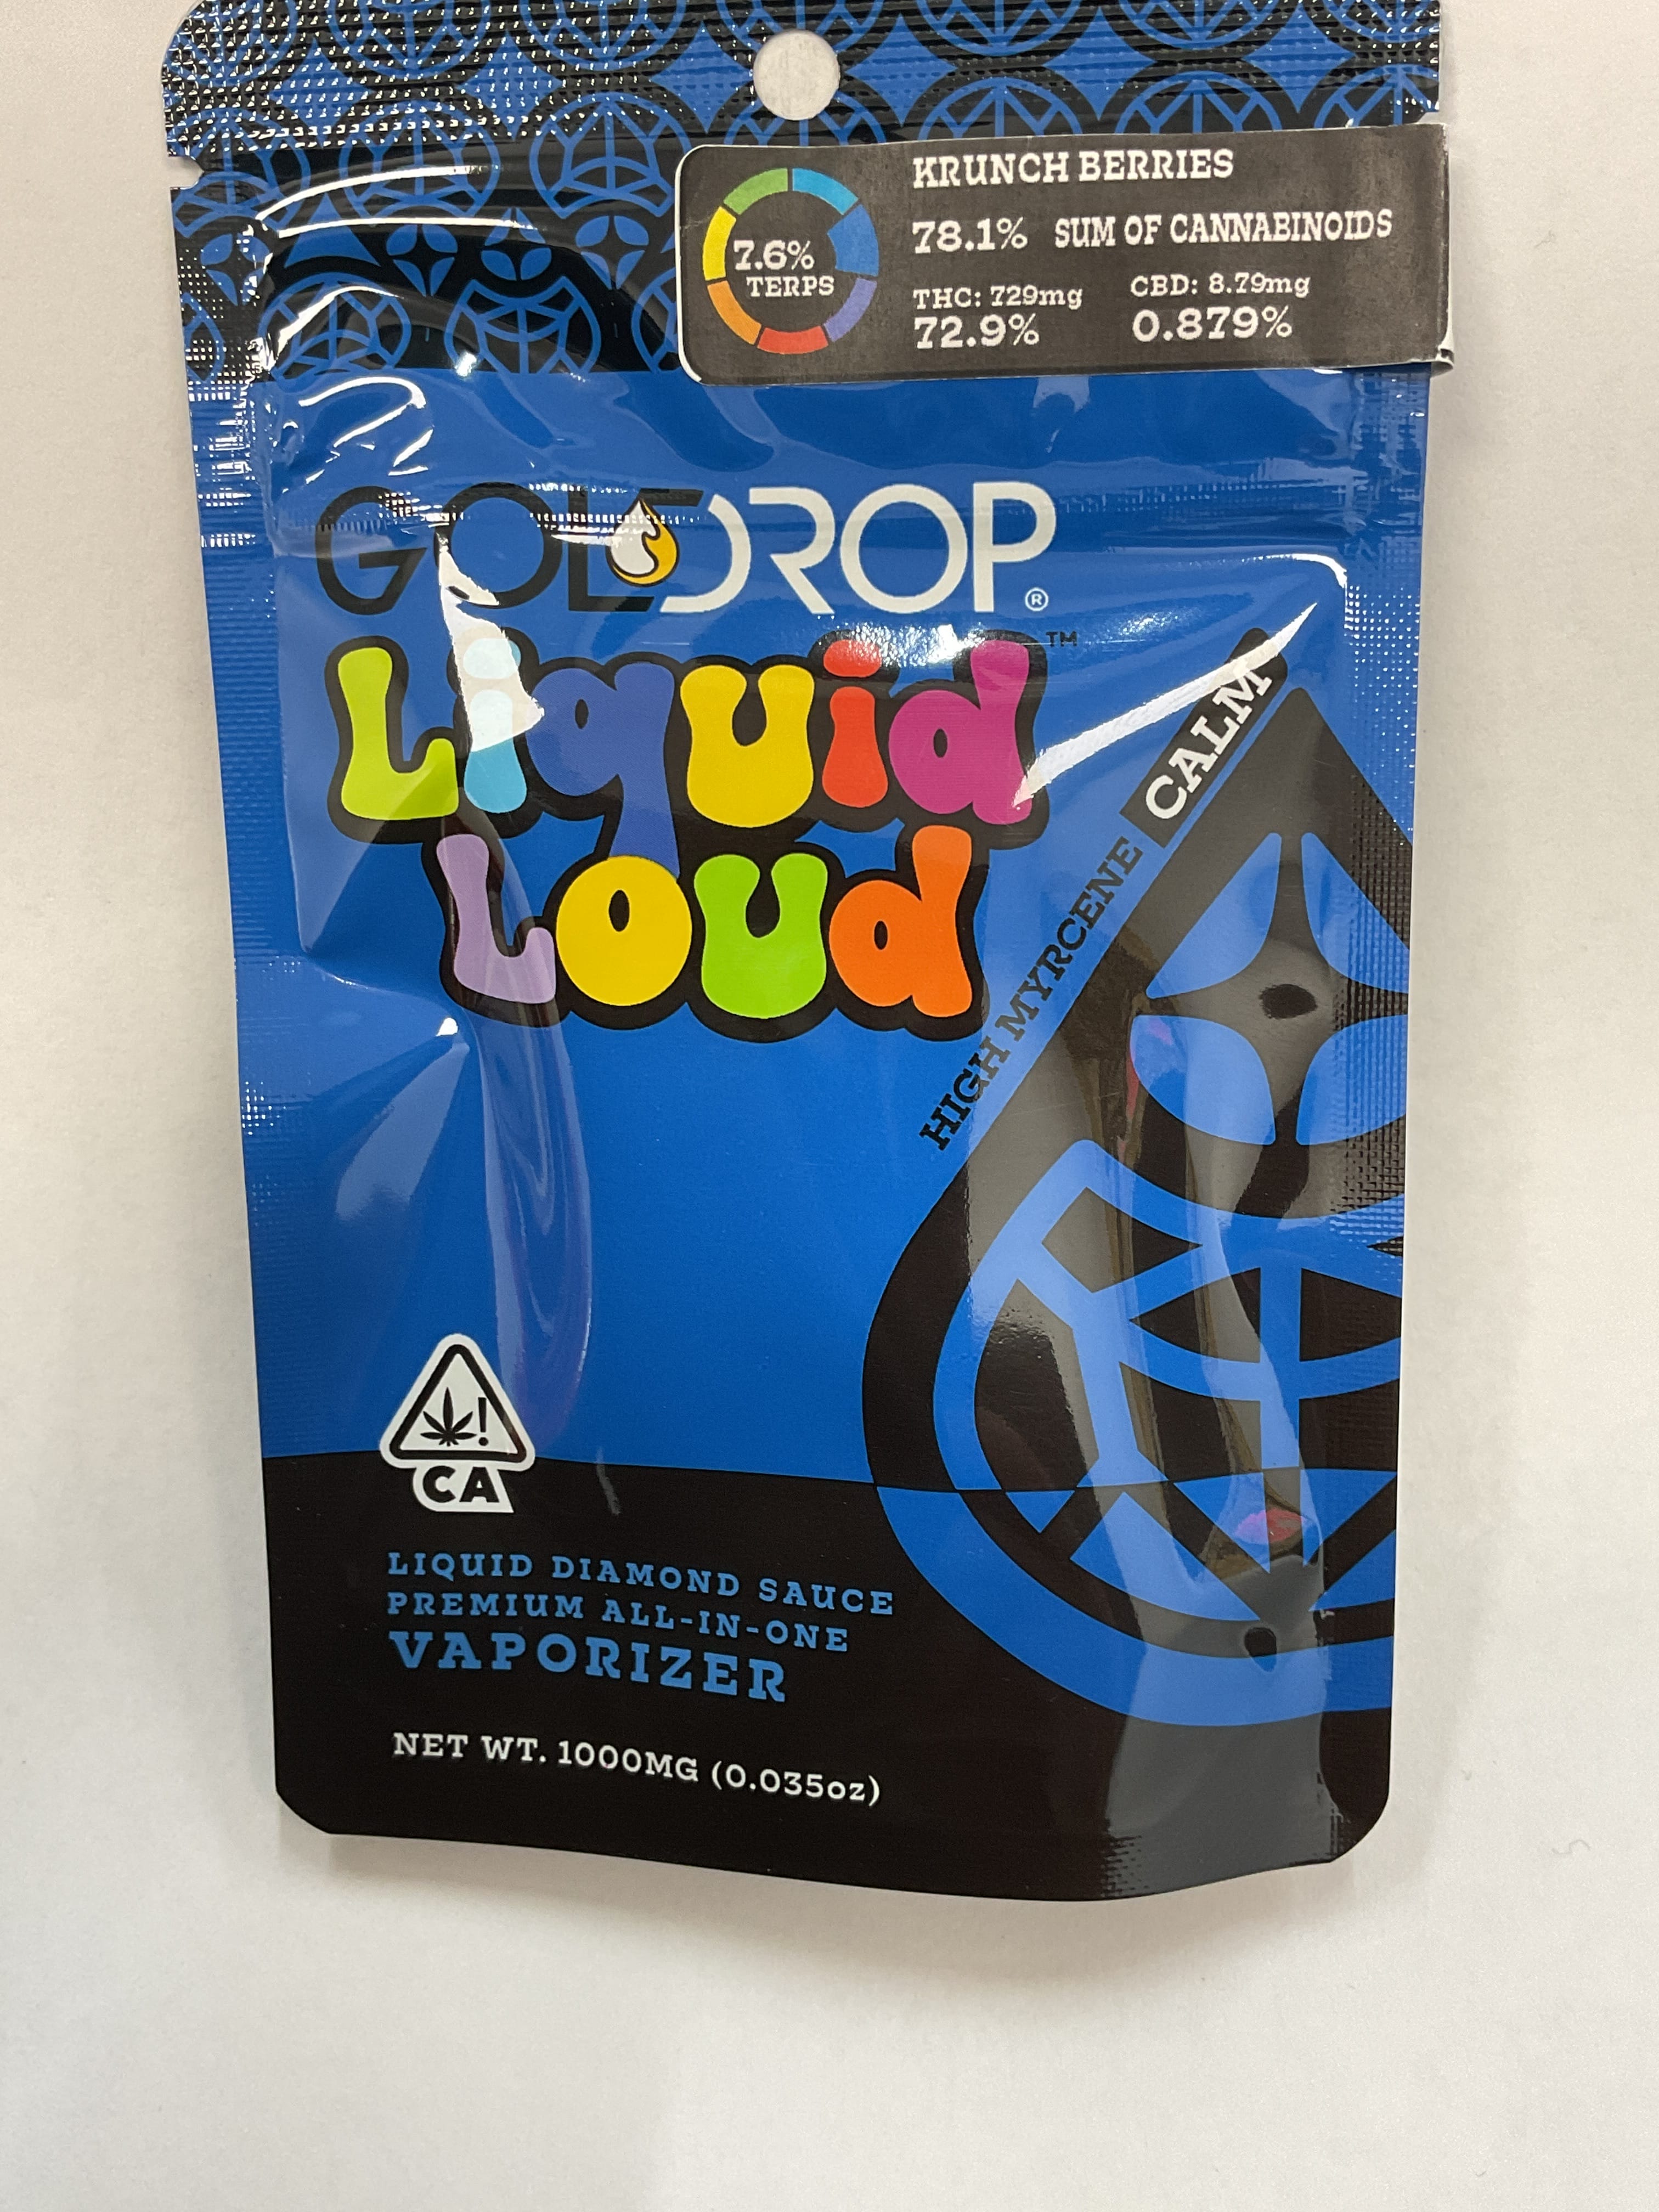 KRUNCH BERRIES
7.6%
TERPS
78.1% SUM OF CANNABINOIDS
THC: 729mg
72.9%
CBD: 8.79mg
0.879%
GOLDROP®
Liquid™
Loud
HIGH MYRCENE CALM
CA
LIQUID DIAMOND SAUCE
PREMIUM ALL-IN-ONE
VAPORIZER
NET WT. 1000MG (0.035oz)